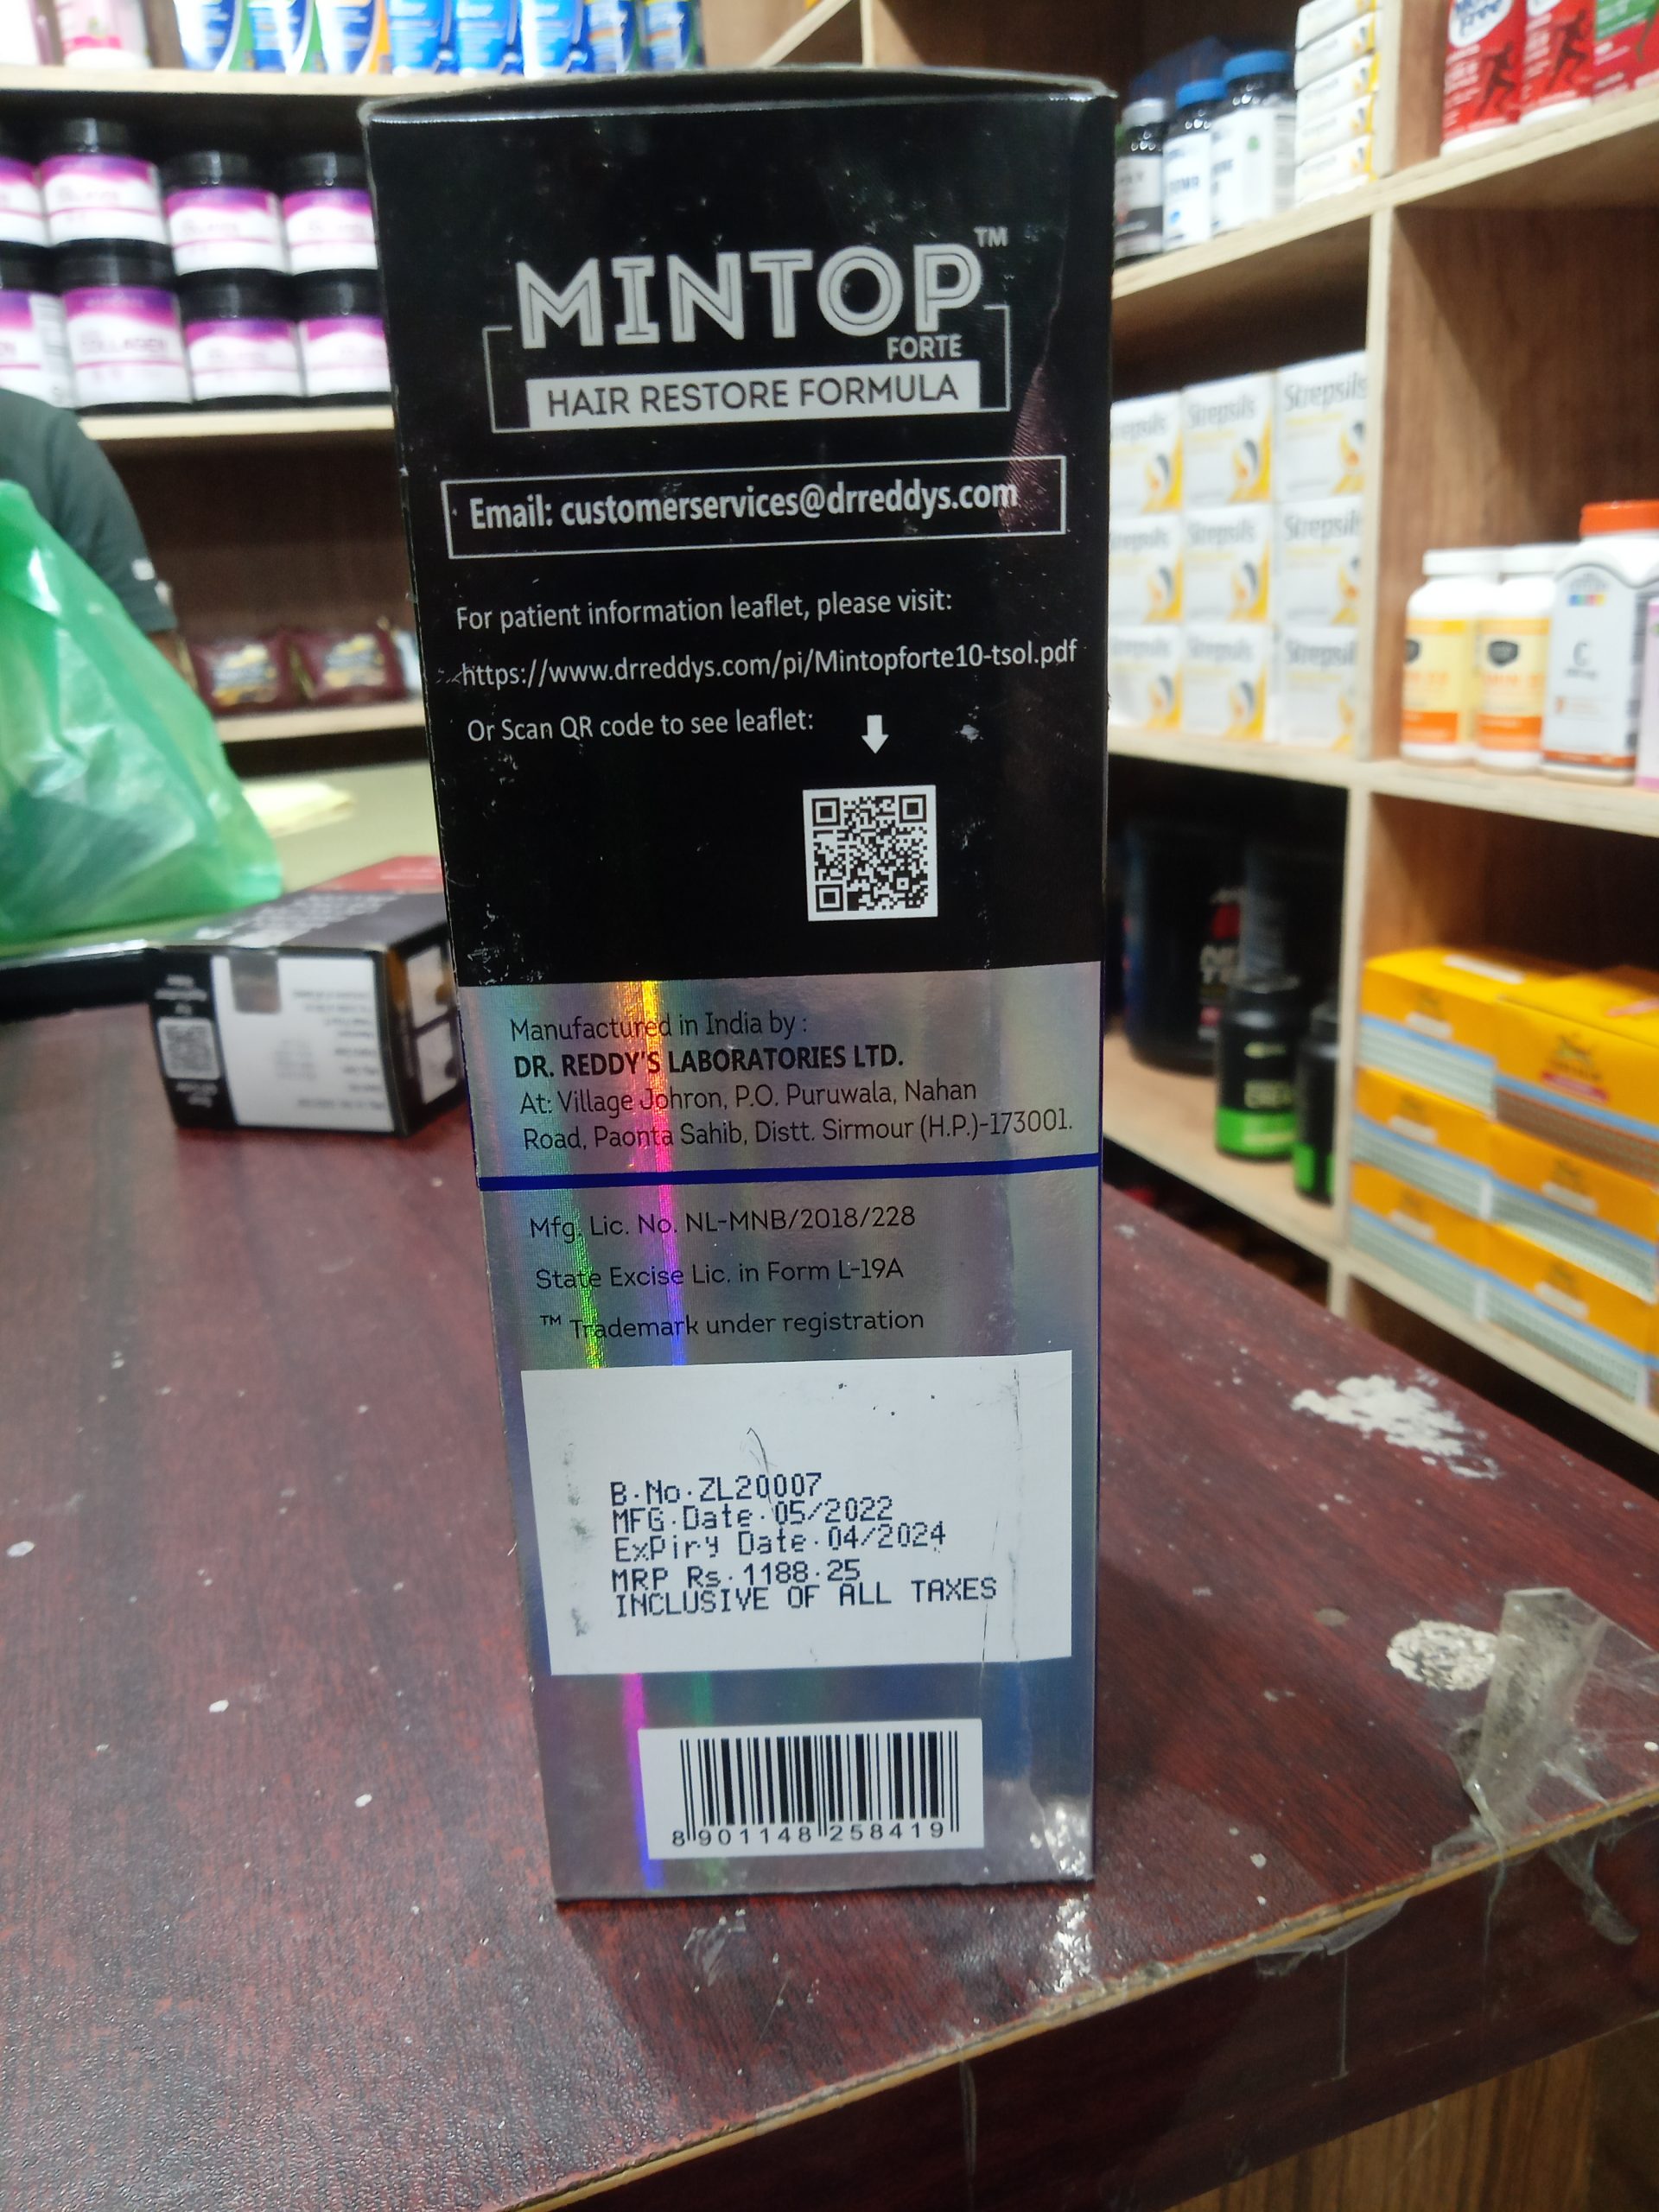 MINTOP™
FORTE
HAIR RESTORE FORMULA
Email: customerservices@drreddys.com
For patient information leaflet, please visit:
https://www.drreddys.com/pi/Mintopforte10-tsol.pdf
Or Scan QR code to see leaflet:
Manufactured in India by :
DR. REDDY'S LABORATORIES LTD.
At: Village Johron, P.O. Puruwala, Nahan
Road, Paonta Sahib, Distt. Sirmour (H.P.)-173001.
Mfg. Lic. No. NL-MNB/2018/228
State Excise Lic. in Form L-19A
™ Trademark under registration
B.No.ZL20007
MFG.Date.05/2022
ExPiry Date.04/2024
MRP Rs.1188.25
INCLUSIVE OF ALL TAXES
8 901148 258419
Strepsils
Strepsils
Strepsils
Strepsils
Strepsils
C